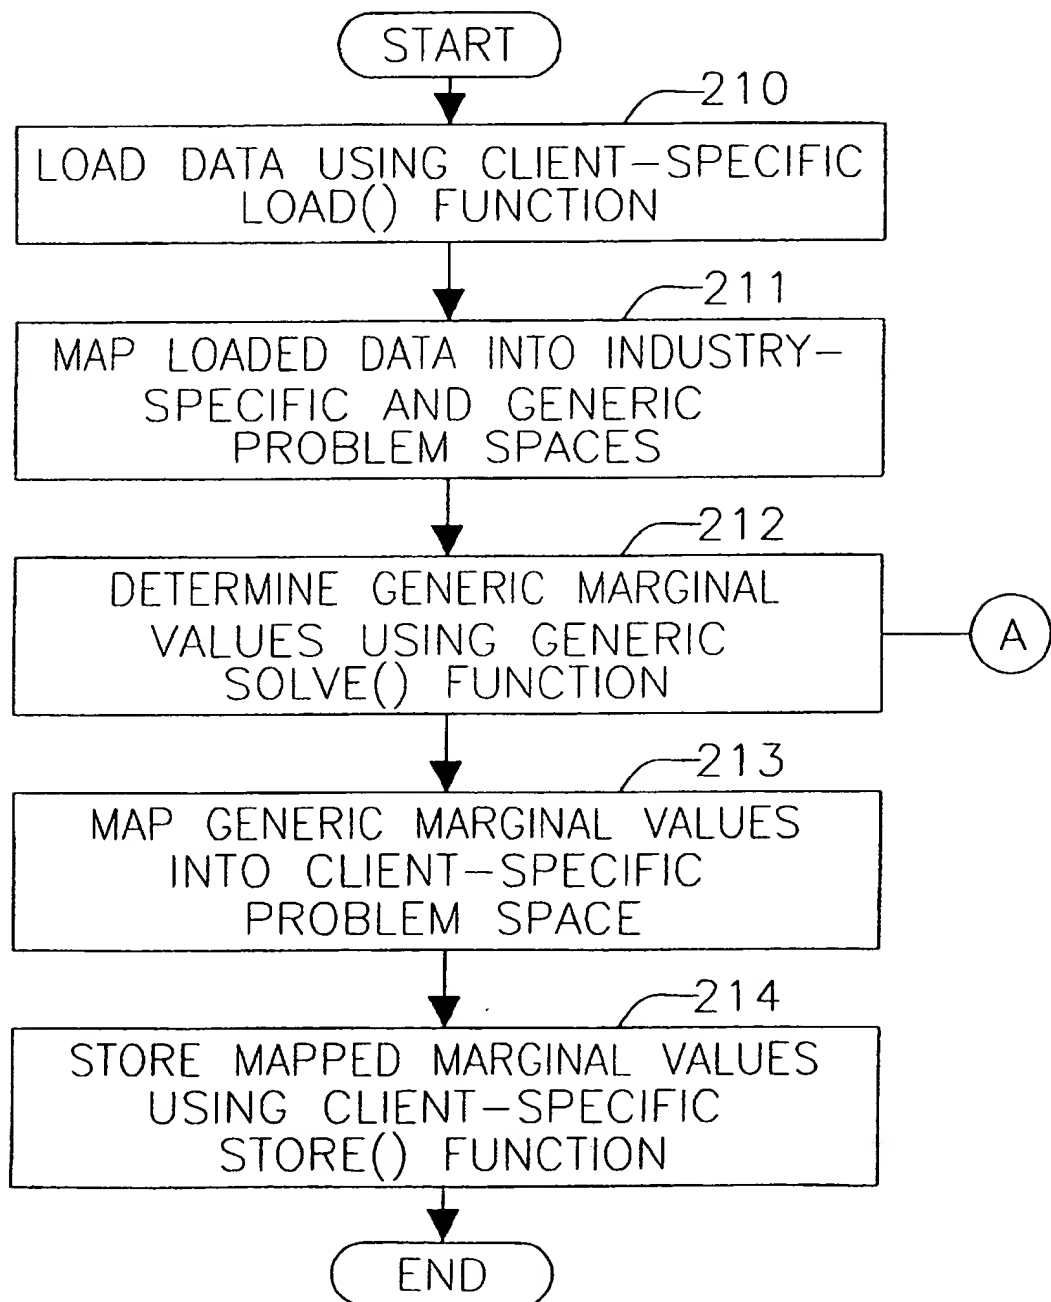 START
210
LOAD DATA USING CLIENT-SPECIFIC
LOAD() FUNCTION
211
MAP LOADED DATA INTO INDUSTRY-
SPECIFIC AND GENERIC
PROBLEM SPACES
212
DETERMINE GENERIC MARGINAL
VALUES USING GENERIC
SOLVE() FUNCTION
A
213
MAP GENERIC MARGINAL VALUES
INTO CLIENT-SPECIFIC
PROBLEM SPACE
214
STORE MAPPED MARGINAL VALUES
USING CLIENT-SPECIFIC
STORE() FUNCTION
END